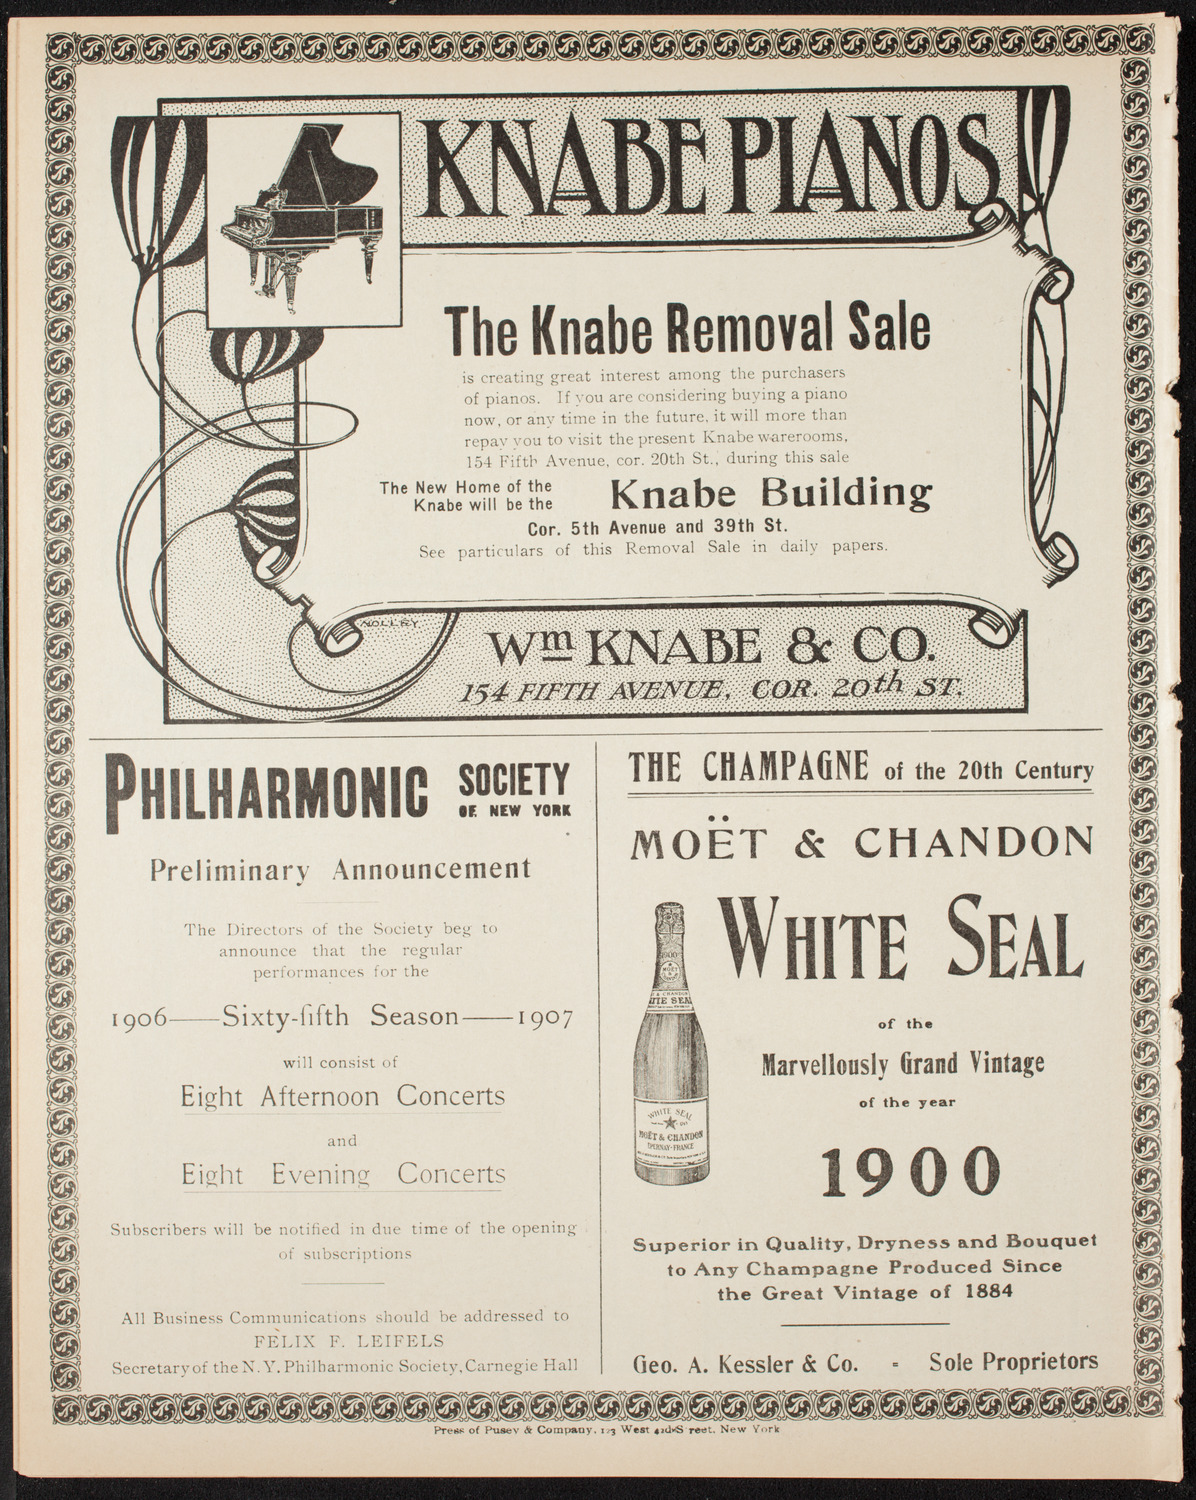 KNABE PIANOS
The Knabe Removal Sale
is creating great interest among the purchasers
of pianos. If you are considering buying a piano
now, or any time in the future, it will more than
repay you to visit the present Knabe warerooms,
154 Fifth Avenue, cor. 20th St., during this sale
The New Home of the
Knabe will be the
Knabe Building
Cor. 5th Avenue and 39th St.
See particulars of this Removal Sale in daily papers.
Wm KNABE & CO.
154 FIFTH AVENUE, COR. 20th ST.
PHILHARMONIC SOCIETY
OF NEW YORK
Preliminary Announcement
The Directors of the Society beg to
announce that the regular
performances for the
1906——Sixty-fifth Season——1907
will consist of
Eight Afternoon Concerts
and
Eight Evening Concerts
Subscribers will be notified in due time of the opening
of subscriptions
All Business Communications should be addressed to
FELIX F. LEIFELS
Secretary of the N. Y. Philharmonic Society, Carnegie Hall
THE CHAMPAGNE of the 20th Century
MOËT & CHANDON
WHITE SEAL
WHITE SEAL
MOËT & CHANDON
EPERNAY-FRANCE
of the
Marvellously Grand Vintage
of the year
1900
Superior in Quality, Dryness and Bouquet
to Any Champagne Produced Since
the Great Vintage of 1884
Geo. A. Kessler & Co. - Sole Proprietors
Press of Pusey & Company, 123 West 42d S reet, New York